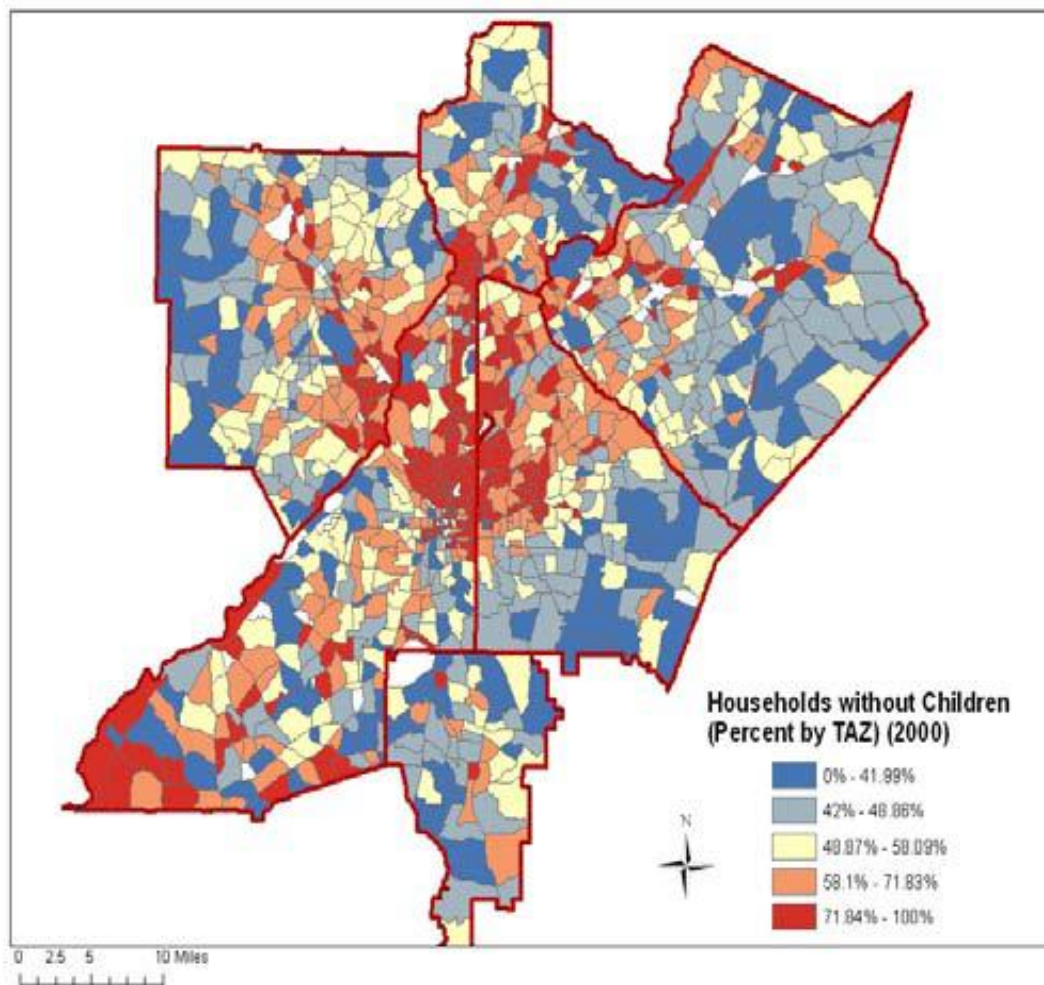 N
Households without Children
(Percent by TAZ) (2000)
0% - 41.99%
42% - 48.86%
48.87% - 58.09%
58.1% - 71.83%
71.84% - 100%
0 2.5 5 10 Miles